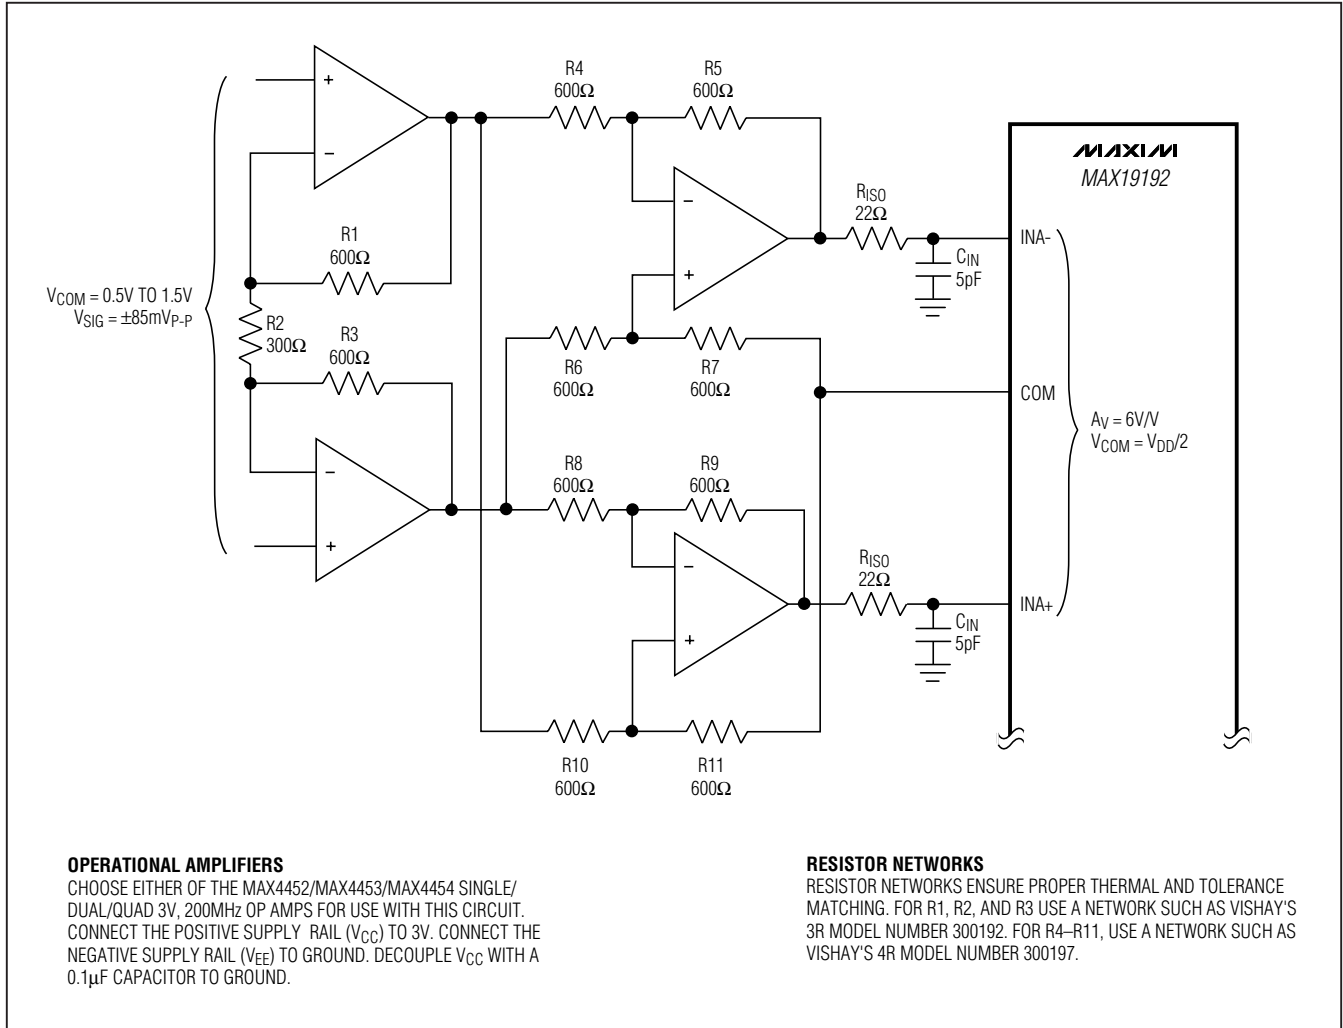 R4
600Ω
R5
600Ω
+
−
MAXIM
MAX19192
R1
600Ω
−
+
RISO
22Ω
INA-
CIN
5pF
VCOM = 0.5V TO 1.5V
VSIG = ±85mVP-P
R2
300Ω
R3
600Ω
R6
600Ω
R7
600Ω
COM
AV = 6V/V
VCOM = VDD/2
−
+
R8
600Ω
R9
600Ω
−
+
RISO
22Ω
INA+
CIN
5pF
R10
600Ω
R11
600Ω
OPERATIONAL AMPLIFIERS
CHOOSE EITHER OF THE MAX4452/MAX4453/MAX4454 SINGLE/
DUAL/QUAD 3V, 200MHz OP AMPS FOR USE WITH THIS CIRCUIT.
CONNECT THE POSITIVE SUPPLY RAIL (VCC) TO 3V. CONNECT THE
NEGATIVE SUPPLY RAIL (VEE) TO GROUND. DECOUPLE VCC WITH A
0.1µF CAPACITOR TO GROUND.
RESISTOR NETWORKS
RESISTOR NETWORKS ENSURE PROPER THERMAL AND TOLERANCE
MATCHING. FOR R1, R2, AND R3 USE A NETWORK SUCH AS VISHAY'S
3R MODEL NUMBER 300192. FOR R4–R11, USE A NETWORK SUCH AS
VISHAY'S 4R MODEL NUMBER 300197.